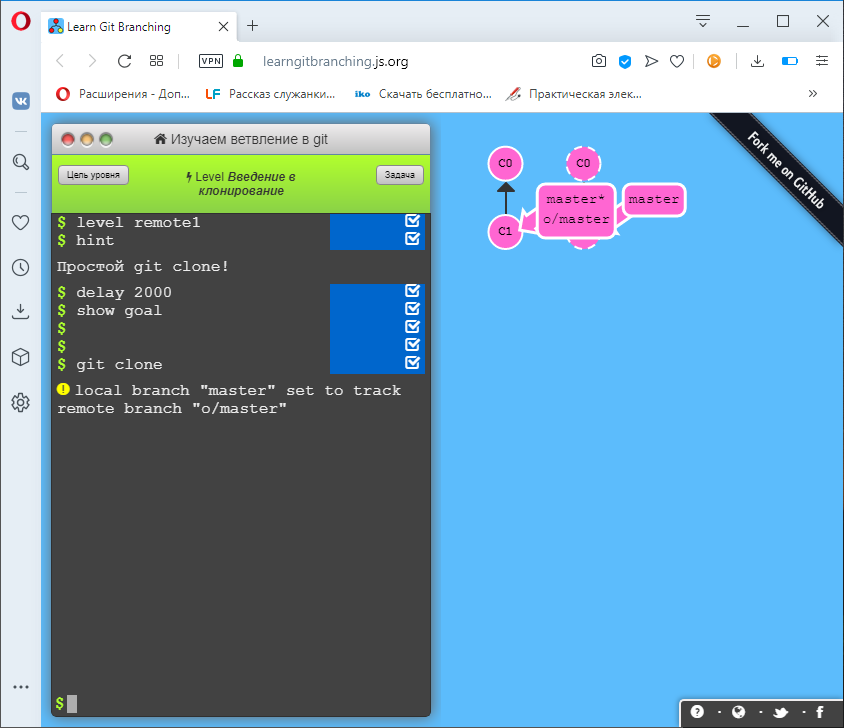 Learn Git Branching
VPN
learngitbranching.js.org
Расширения - Доп...
LF
Рассказ служанки...
iko
Скачать бесплатно...
Практическая элек...
Изучаем ветвление в git
Цель уровня
Level Введение в
клонирование
Задача
$ level remote1
$ hint
Простой git clone!
$ delay 2000
$ show goal
$
$
$ git clone
local branch "master" set to track
remote branch "o/master"
$
C0
C0
master*
o/master
master
C1
Fork me on GitHub